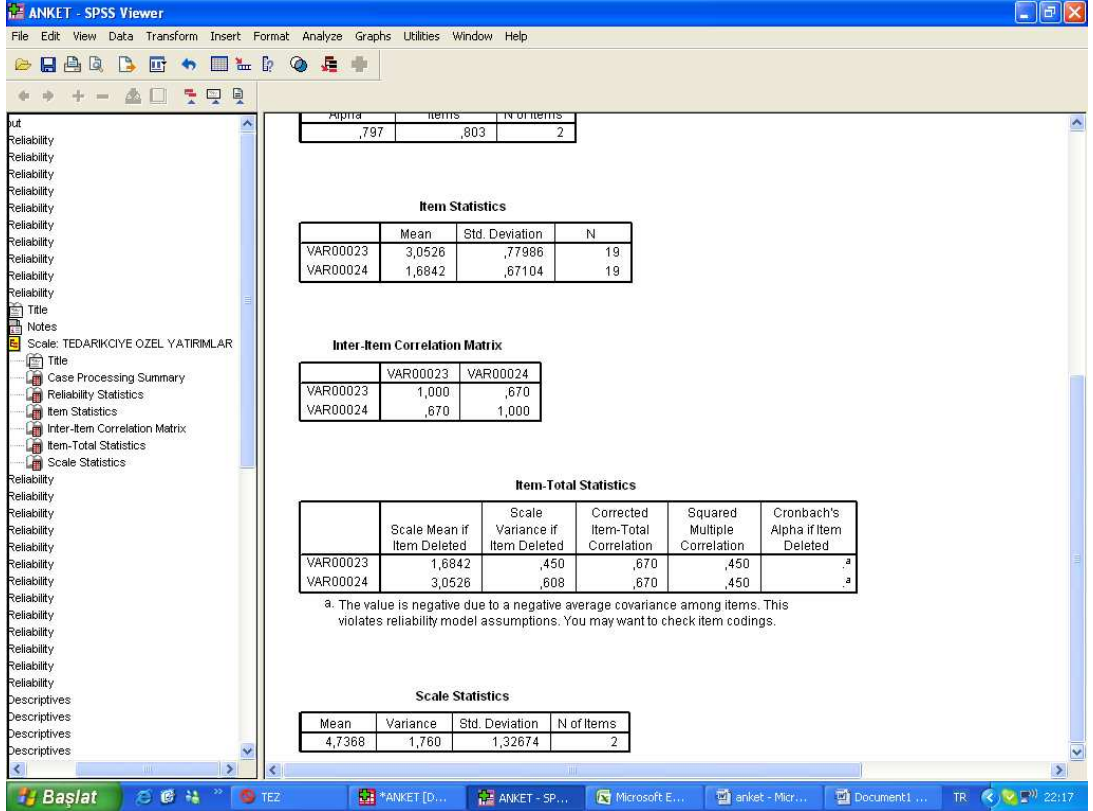 ANKET - SPSS Viewer
File Edit View Data Transform Insert Format Analyze Graphs Utilities Window Help
out
Reliability
Reliability
Reliability
Reliability
Reliability
Reliability
Reliability
Reliability
Reliability
Reliability
Title
Notes
Scale: TEDARIKCIYE OZEL YATIRIMLAR
Title
Case Processing Summary
Reliability Statistics
Item Statistics
Inter-Item Correlation Matrix
Item-Total Statistics
Scale Statistics
Reliability
Reliability
Reliability
Reliability
Reliability
Reliability
Reliability
Reliability
Reliability
Reliability
Reliability
Reliability
Reliability
Descriptives
Descriptives
Descriptives
Descriptives
Alpha Items N of Items
,797 ,803 2
Item Statistics
Mean Std. Deviation N
VAR00023 3,0526 ,77986 19
VAR00024 1,6842 ,67104 19
Inter-Item Correlation Matrix
VAR00023 VAR00024
VAR00023 1,000 ,670
VAR00024 ,670 1,000
Item-Total Statistics
Scale Mean if Item Deleted Scale Variance if Item Deleted Corrected Item-Total Correlation Squared Multiple Correlation Cronbach's Alpha if Item Deleted
VAR00023 1,6842 ,450 ,670 ,450 .a
VAR00024 3,0526 ,608 ,670 ,450 .a
a. The value is negative due to a negative average covariance among items. This
violates reliability model assumptions. You may want to check item codings.
Scale Statistics
Mean Variance Std. Deviation N of Items
4,7368 1,760 1,32674 2
Başlat TEZ *ANKET [D... ANKET - SP... Microsoft E... anket - Micr... Document1 ... TR 22:17